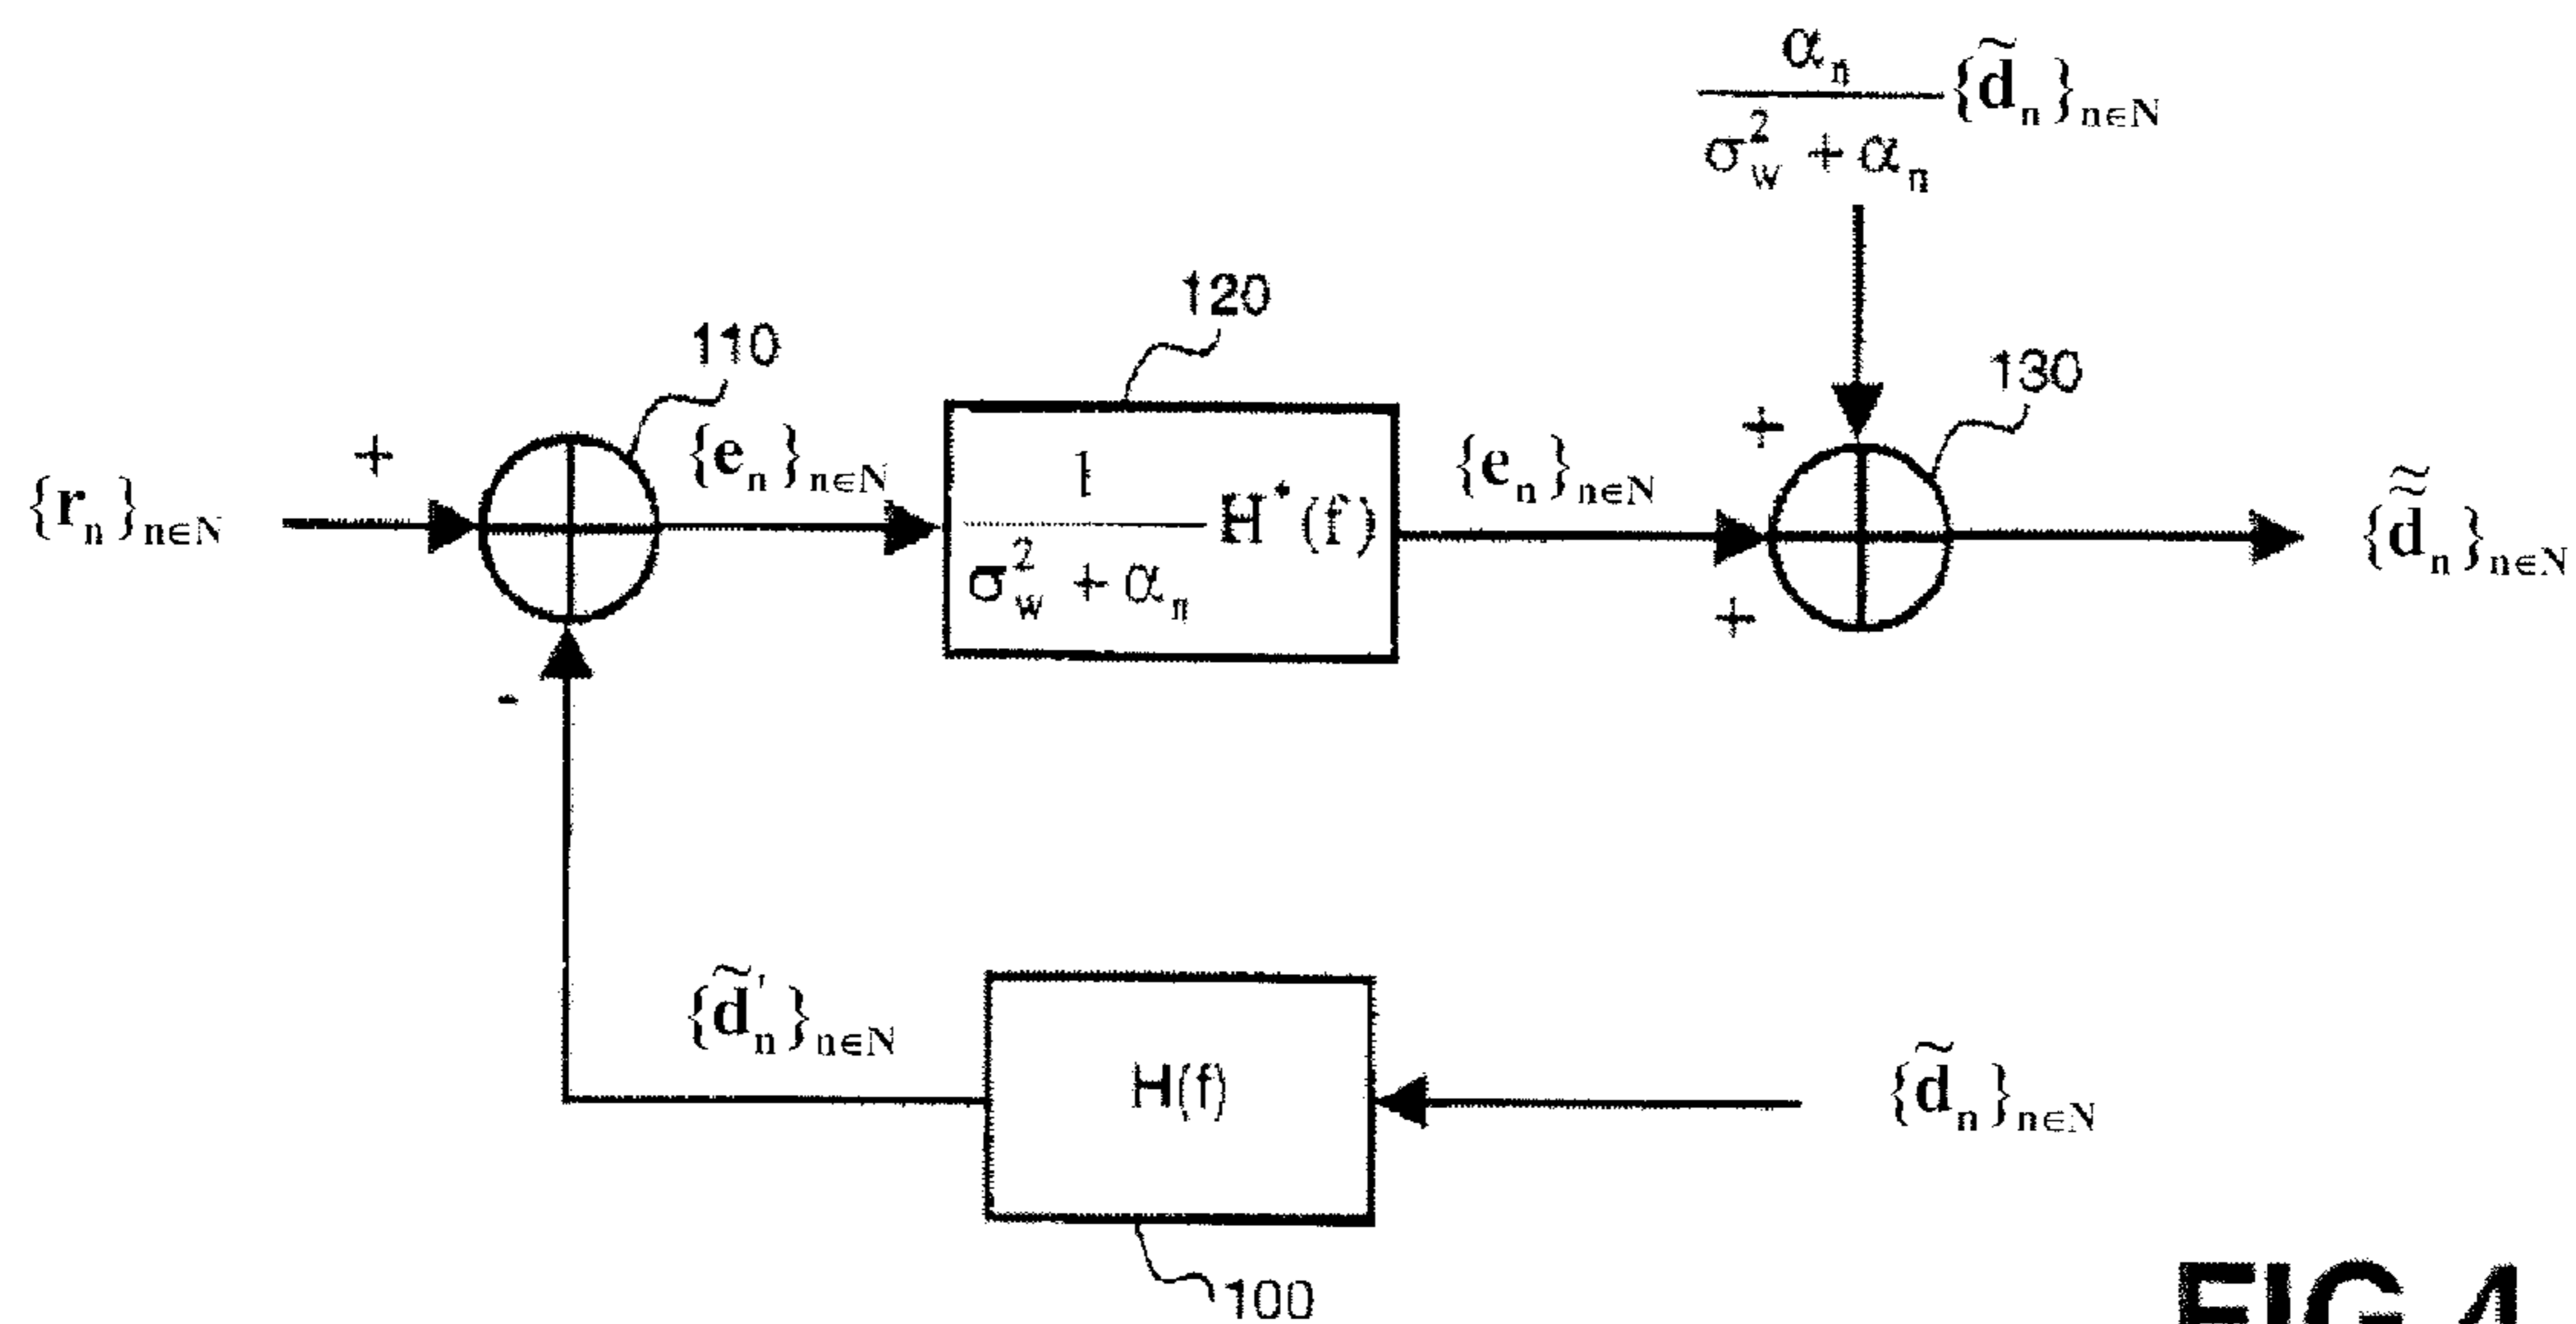 α_n / (σ_w^2 + α_n) {d̃_n}_{n∈N}
120
110
130
+
{e_n}_{n∈N}
+
{r_n}_{n∈N}
1 / (σ_w^2 + α_n) H*(f)
{e_n}_{n∈N}
+
{d̃̃_n}_{n∈N}
-
{d̃'_n}_{n∈N}
H(f)
{d̃_n}_{n∈N}
100
FIG.4